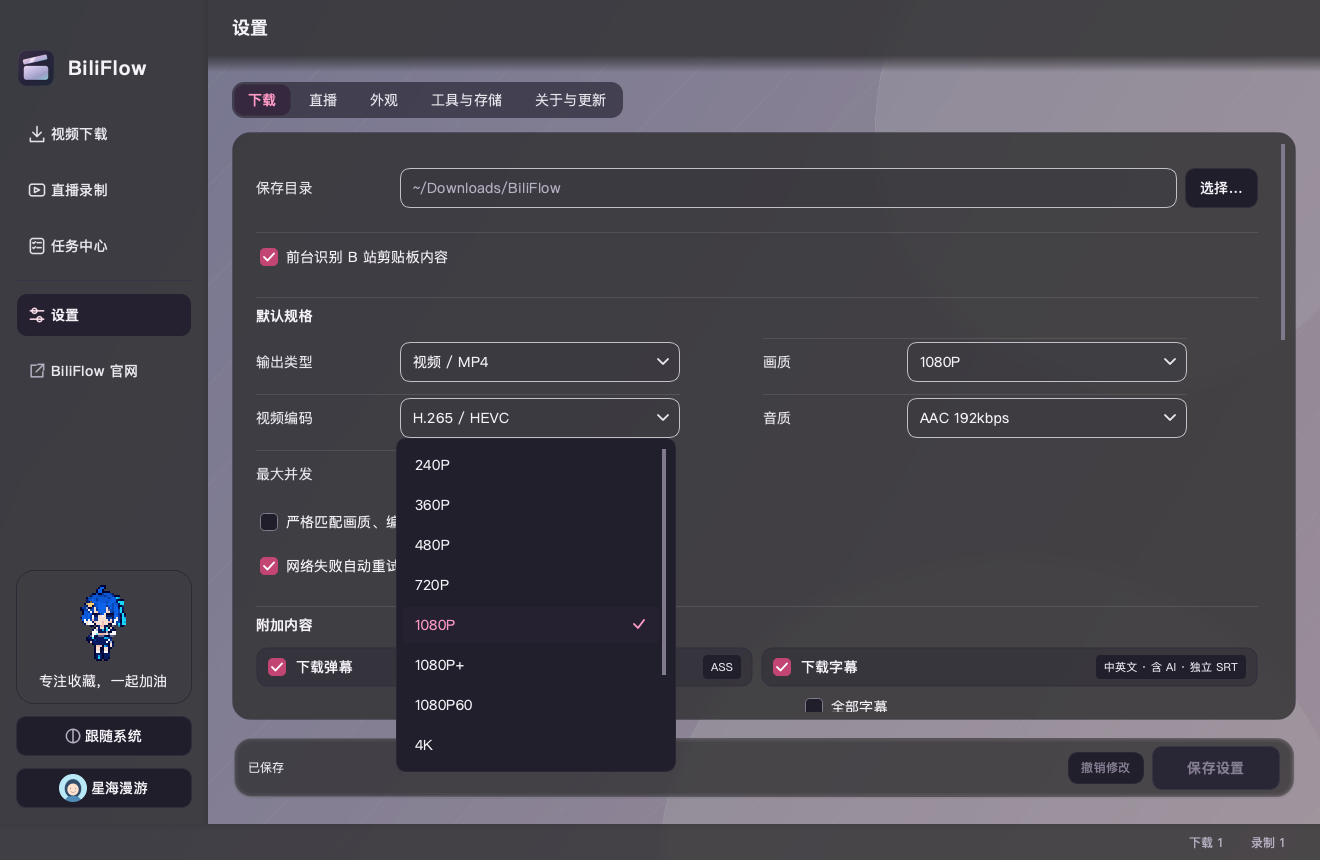 设置
BiliFlow
视频下载
直播录制
任务中心
设置
BiliFlow 官网
专注收藏，一起加油
跟随系统
星海漫游
下载 直播 外观 工具与存储 关于与更新
保存目录 ~/Downloads/BiliFlow 选择...
前台识别 B 站剪贴板内容
默认规格
输出类型 视频 / MP4 画质 1080P
视频编码 H.265 / HEVC 音质 AAC 192kbps
最大并发
严格匹配画质、编
网络失败自动重试
240P
360P
480P
720P
1080P
1080P+
1080P60
4K
附加内容
下载弹幕 ASS 下载字幕 中英文 · 含 AI · 独立 SRT
全部字幕
已保存 撤销修改 保存设置
下载 1 录制 1